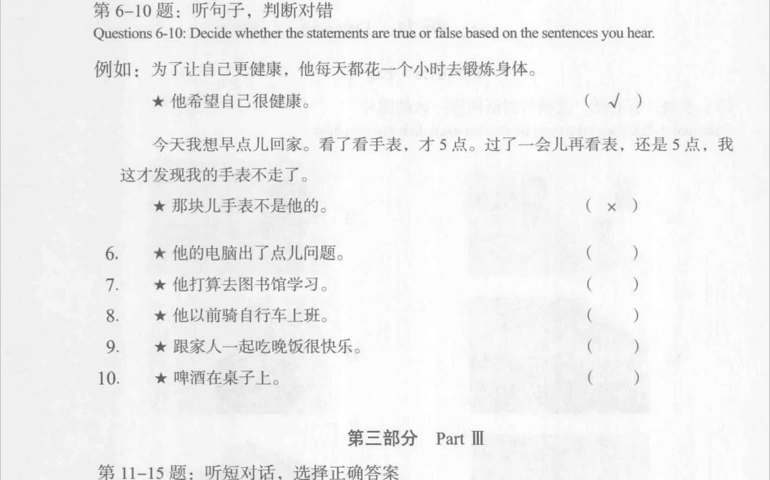 第 6-10 题：听句子，判断对错
Questions 6-10: Decide whether the statements are true or false based on the sentences you hear.
例如：为了让自己更健康，他每天都花一个小时去锻炼身体。
★ 他希望自己很健康。 （ √ ）
今天我想早点儿回家。看了看手表，才 5 点。过了一会儿再看表，还是 5 点，我
这才发现我的手表不走了。
★ 那块儿手表不是他的。 （ × ）
6. ★ 他的电脑出了点儿问题。 （ ）
7. ★ 他打算去图书馆学习。 （ ）
8. ★ 他以前骑自行车上班。 （ ）
9. ★ 跟家人一起吃晚饭很快乐。 （ ）
10. ★ 啤酒在桌子上。 （ ）
第三部分 Part Ⅲ
第 11-15 题：听短对话，选择正确答案